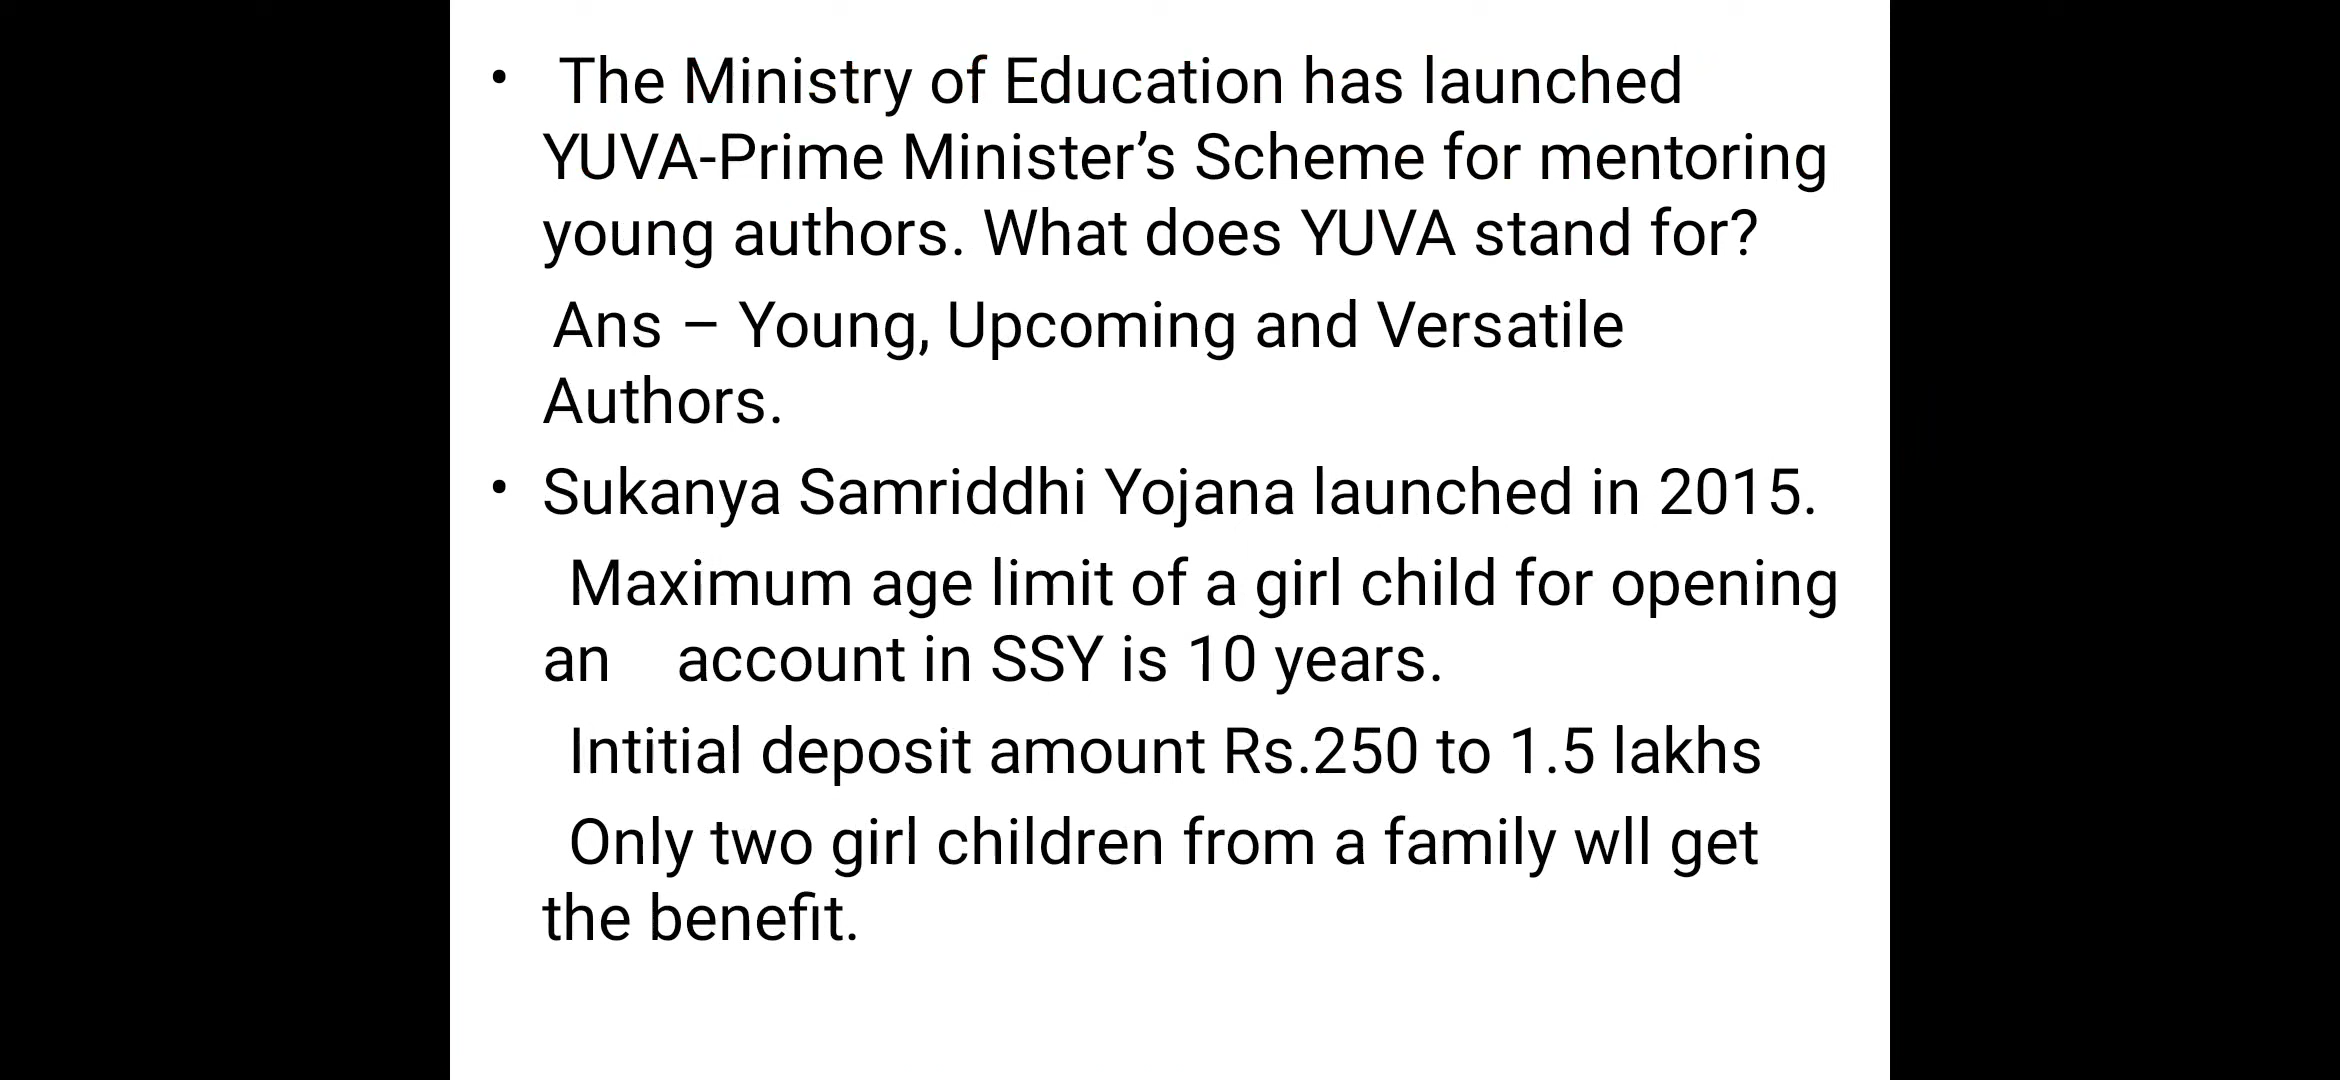 • The Ministry of Education has launched
YUVA-Prime Minister’s Scheme for mentoring
young authors. What does YUVA stand for?
Ans – Young, Upcoming and Versatile
Authors.
• Sukanya Samriddhi Yojana launched in 2015.
Maximum age limit of a girl child for opening
an account in SSY is 10 years.
Intitial deposit amount Rs.250 to 1.5 lakhs
Only two girl children from a family wll get
the benefit.